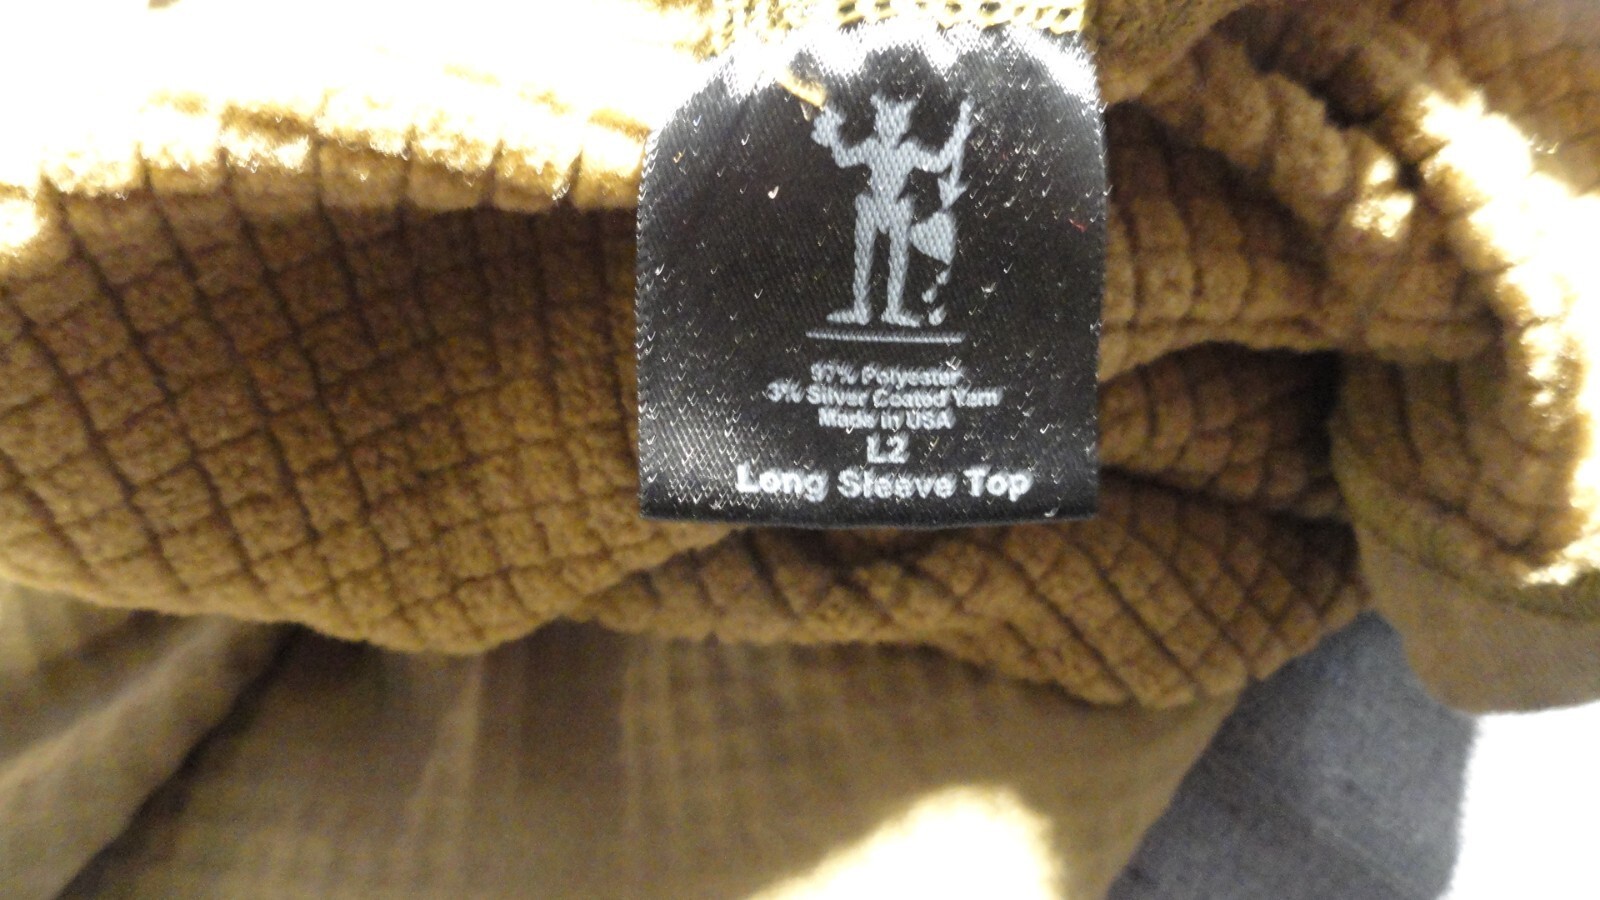 97% Polyester
3% Silver Coated Yarn
Made in USA
L2
Long Sleeve Top